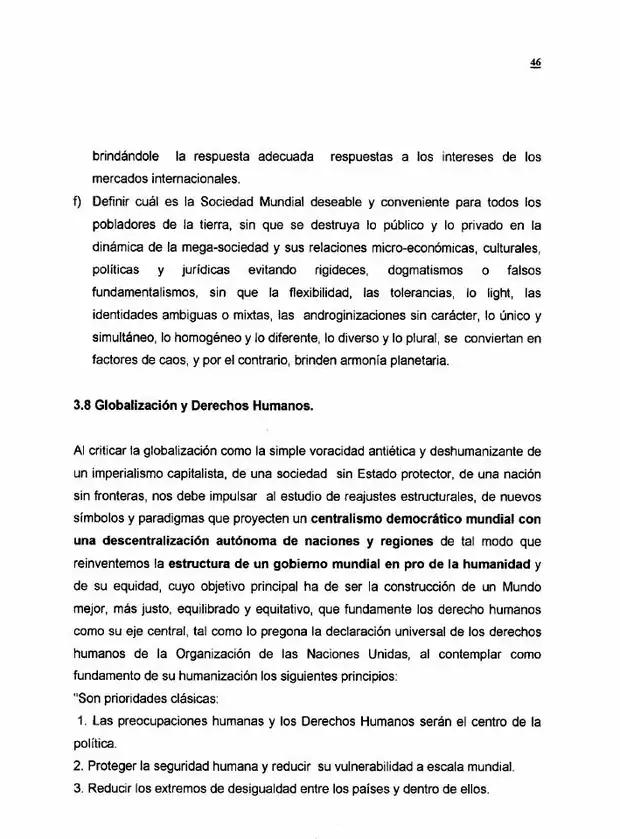 46
brindándole la respuesta adecuada respuestas a los intereses de los
mercados internacionales.
f) Definir cuál es la Sociedad Mundial deseable y conveniente para todos los
pobladores de la tierra, sin que se destruya lo público y lo privado en la
dinámica de la mega-sociedad y sus relaciones micro-económicas, culturales,
políticas y jurídicas evitando rigideces, dogmatismos o falsos
fundamentalismos, sin que la flexibilidad, las tolerancias, lo light, las
identidades ambiguas o mixtas, las androginizaciones sin carácter, lo único y
simultáneo, lo homogéneo y lo diferente, lo diverso y lo plural, se conviertan en
factores de caos, y por el contrario, brinden armonía planetaria.
3.8 Globalización y Derechos Humanos.
Al criticar la globalización como la simple voracidad antiética y deshumanizante de
un imperialismo capitalista, de una sociedad sin Estado protector, de una nación
sin fronteras, nos debe impulsar al estudio de reajustes estructurales, de nuevos
símbolos y paradigmas que proyecten un centralismo democrático mundial con
una descentralización autónoma de naciones y regiones de tal modo que
reinventemos la estructura de un gobierno mundial en pro de la humanidad y
de su equidad, cuyo objetivo principal ha de ser la construcción de un Mundo
mejor, más justo, equilibrado y equitativo, que fundamente los derecho humanos
como su eje central, tal como lo pregona la declaración universal de los derechos
humanos de la Organización de las Naciones Unidas, al contemplar como
fundamento de su humanización los siguientes principios:
"Son prioridades clásicas:
1. Las preocupaciones humanas y los Derechos Humanos serán el centro de la
política.
2. Proteger la seguridad humana y reducir su vulnerabilidad a escala mundial.
3. Reducir los extremos de desigualdad entre los países y dentro de ellos.